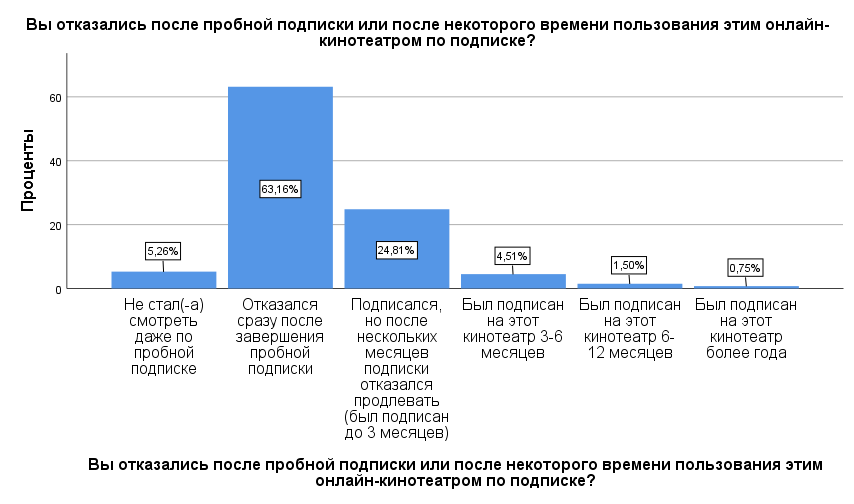 Вы отказались после пробной подписки или после некоторого времени пользования этим онлайн-
кинотеатром по подписке?
Проценты
60
40
20
0
5,26%
63,16%
24,81%
4,51%
1,50%
0,75%
Не стал(-а)
смотреть
даже по
пробной
подписке
Отказался
сразу после
завершения
пробной
подписки
Подписался,
но после
нескольких
месяцев
подписки
отказался
продлевать
(был подписан
до 3 месяцев)
Был подписан
на этот
кинотеатр 3-6
месяцев
Был подписан
на этот
кинотеатр 6-
12 месяцев
Был подписан
на этот
кинотеатр
более года
Вы отказались после пробной подписки или после некоторого времени пользования этим
онлайн-кинотеатром по подписке?